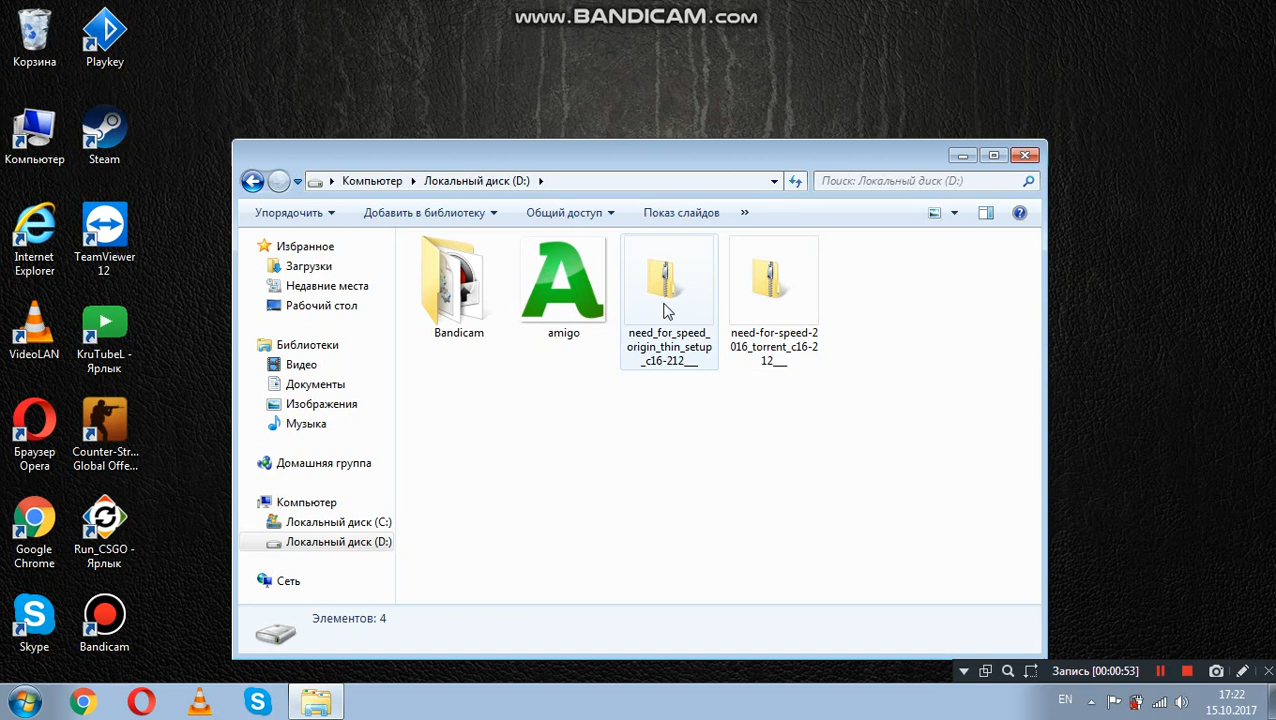 www.BANDICAM.com
Корзина
Playkey
Компьютер
Steam
Internet
Explorer
TeamViewer
12
VideoLAN
KruTubeL -
Ярлык
Браузер
Opera
Counter-Str...
Global Offe...
Google
Chrome
Run_CSGO -
Ярлык
Skype
Bandicam
Компьютер
Локальный диск (D:)
Поиск: Локальный диск (D:)
Упорядочить
Добавить в библиотеку
Общий доступ
Показ слайдов
»
Избранное
Загрузки
Недавние места
Рабочий стол
Библиотеки
Видео
Документы
Изображения
Музыка
Домашняя группа
Компьютер
Локальный диск (C:)
Локальный диск (D:)
Сеть
Bandicam
amigo
need_for_speed_
origin_thin_setup
_c16-212___
need-for-speed-2
016_torrent_c16-2
12___
Элементов: 4
Запись [00:00:53]
EN
17:22
15.10.2017